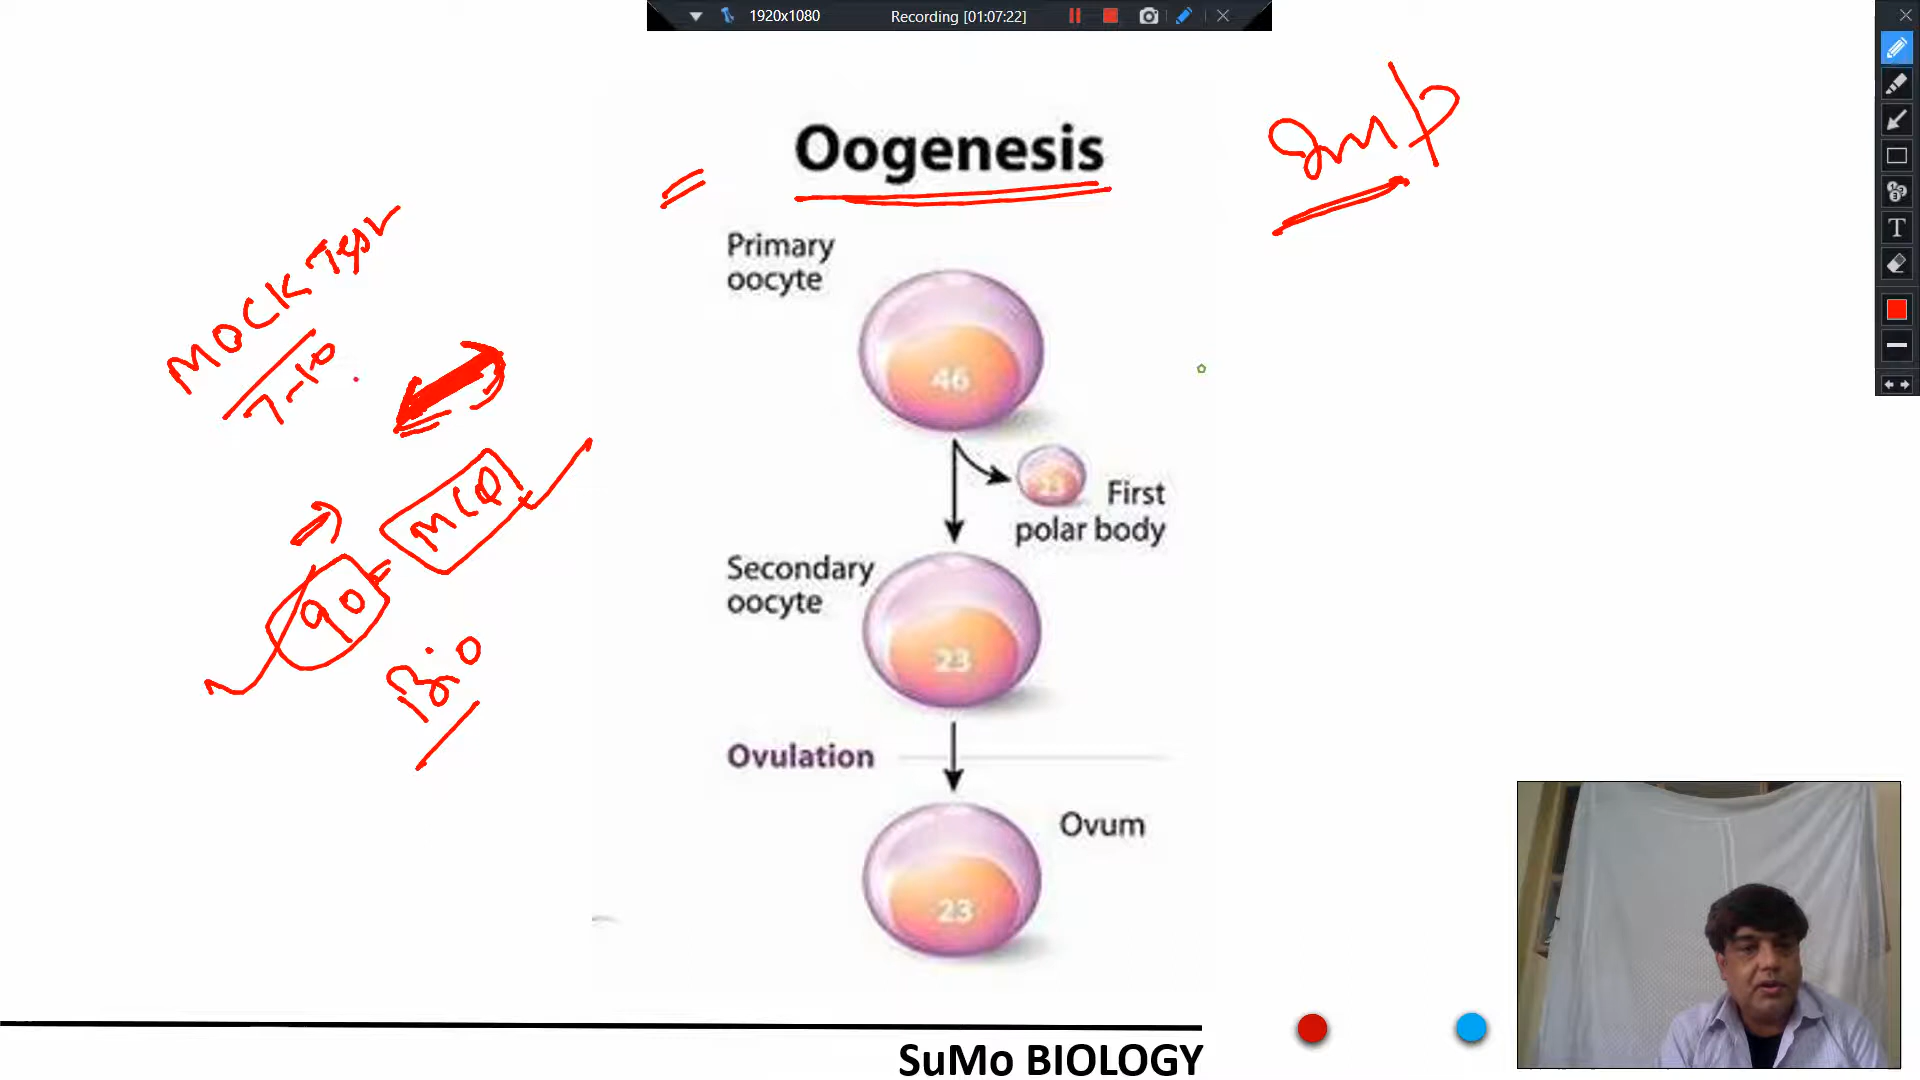 1920x1080
Recording [01:07:22]
Oogenesis
Imp
Primary
oocyte
46
First
polar body
Secondary
oocyte
23
Ovulation
Ovum
23
MOCK Test
7-10
MCQ
90
Bio
SuMo BIOLOGY
T